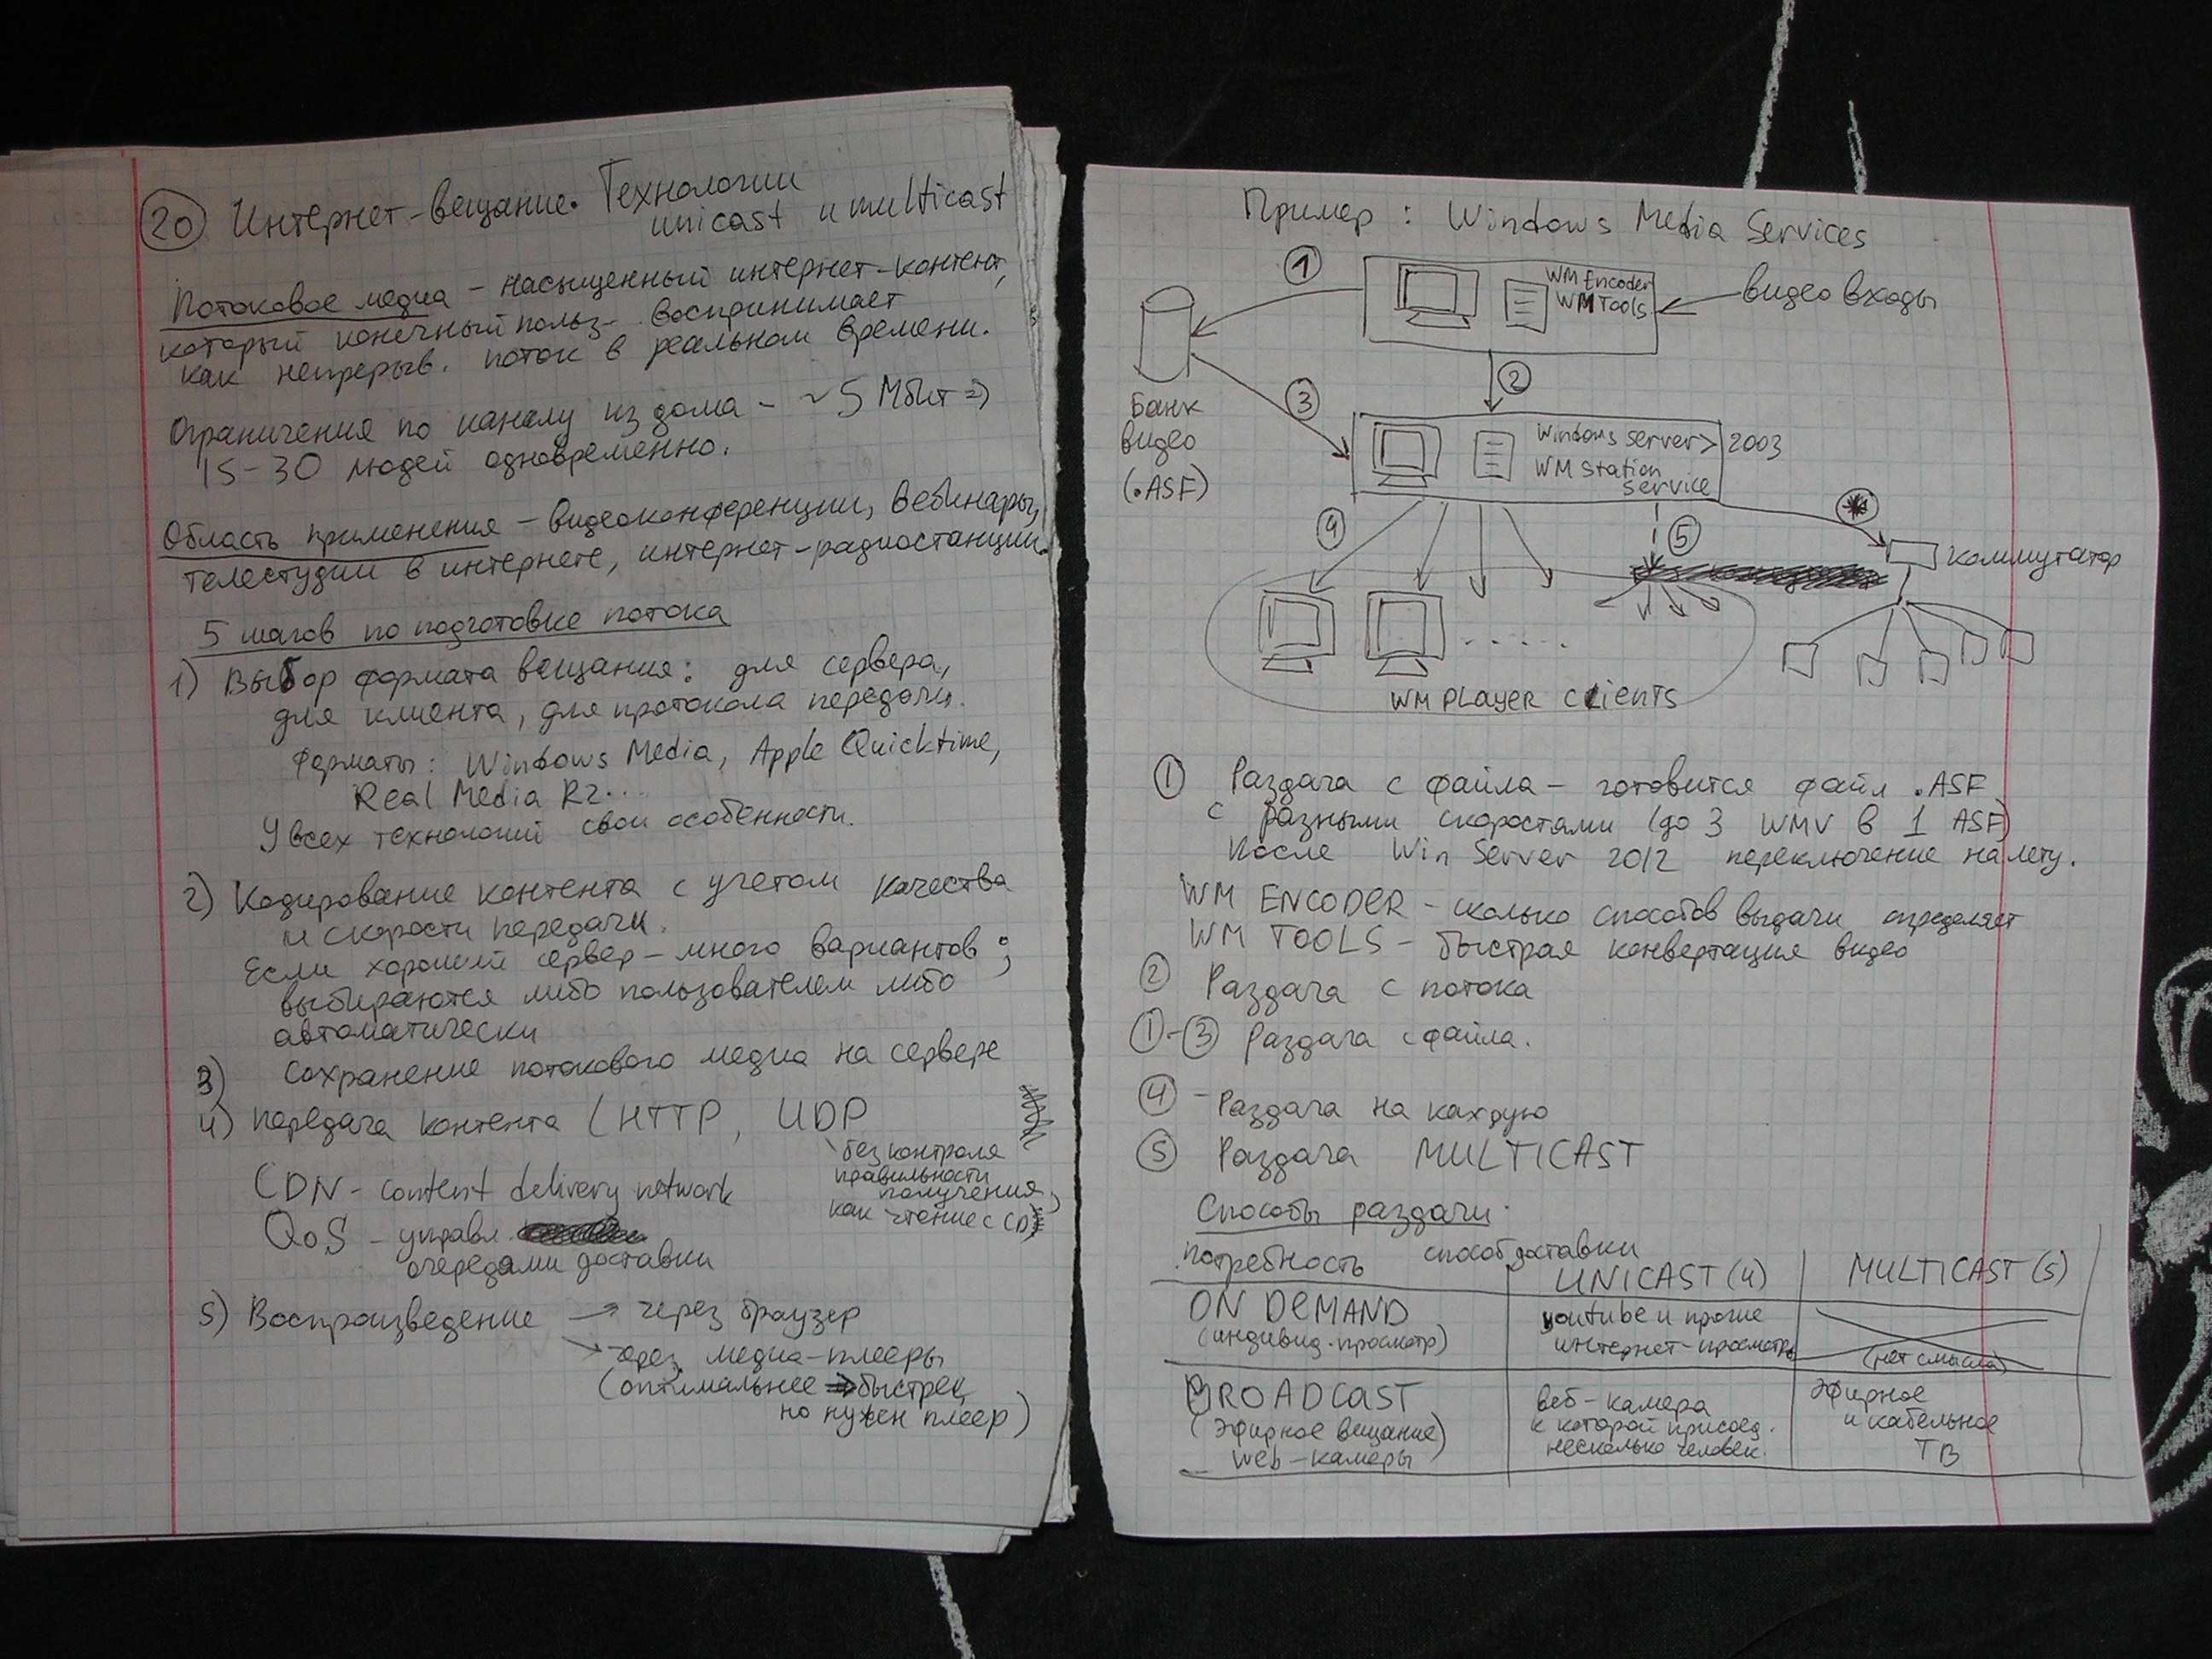 20 Интернет-вещание. Технологии
unicast и multicast
Потоковое медиа - насыщенный интернет-контент,
который конечный польз- воспринимает
как непрерыв. поток в реальном времени.
Ограничения по каналу из дома - ~5 Мбит =>
15-30 людей одновременно.
Область применения - видеоконференции, вебинары,
телестудии в интернете, интернет-радиостанции.
5 шагов по подготовке потока
1) Выбор формата вещания: для сервера,
для клиента, для протокола передачи.
Форматы: Windows Media, Apple Quicktime,
Real Media R2...
У всех технологий свои особенности.
2) Кодирование контента с учетом качества
и скорости передачи.
Если хороший сервер - много вариантов;
выбираются либо пользователем либо
автоматически
3) Сохранение потокового медиа на сервере
4) передача контента (HTTP, UDP
без контроля
правильности
получения,
как чтение с CD)
CDN - content delivery network
QoS - управл.
очередями доставки
5) Воспроизведение → через браузер
→ через медиа-плееры
(оптимальнее => быстрее,
но нужен плеер)
Пример: Windows Media Services
1
WM Encoder
WM Tools
видео входы
2
3
Банк
видео
(.ASF)
Windows Server > 2003
WM Station
Service
4
5
коммутатор
. . . . .
WM PLAYER CLIENTS
1 Раздача с файла - готовится файл .ASF
с разными скоростями (до 3 WMV в 1 ASF)
После Win Server 2012 переключение на лету.
WM ENCODER - сколько способов выдачи определяет
WM TOOLS - быстрая конвертация видео
2 Раздача с потока
1-3 Раздача с файла.
4 - Раздача на каждую
5 Раздача MULTICAST
Способы раздачи.
потребность способ доставки
UNICAST (4) MULTICAST (5)
ON DEMAND
(индивид. просмотр)
youtube и прочие
интернет-просмотры
(нет смысла)
BROADCAST
(Эфирное вещание)
web-камеры
веб-камера
к которой присоед.
несколько человек.
Эфирное
и кабельное
ТВ